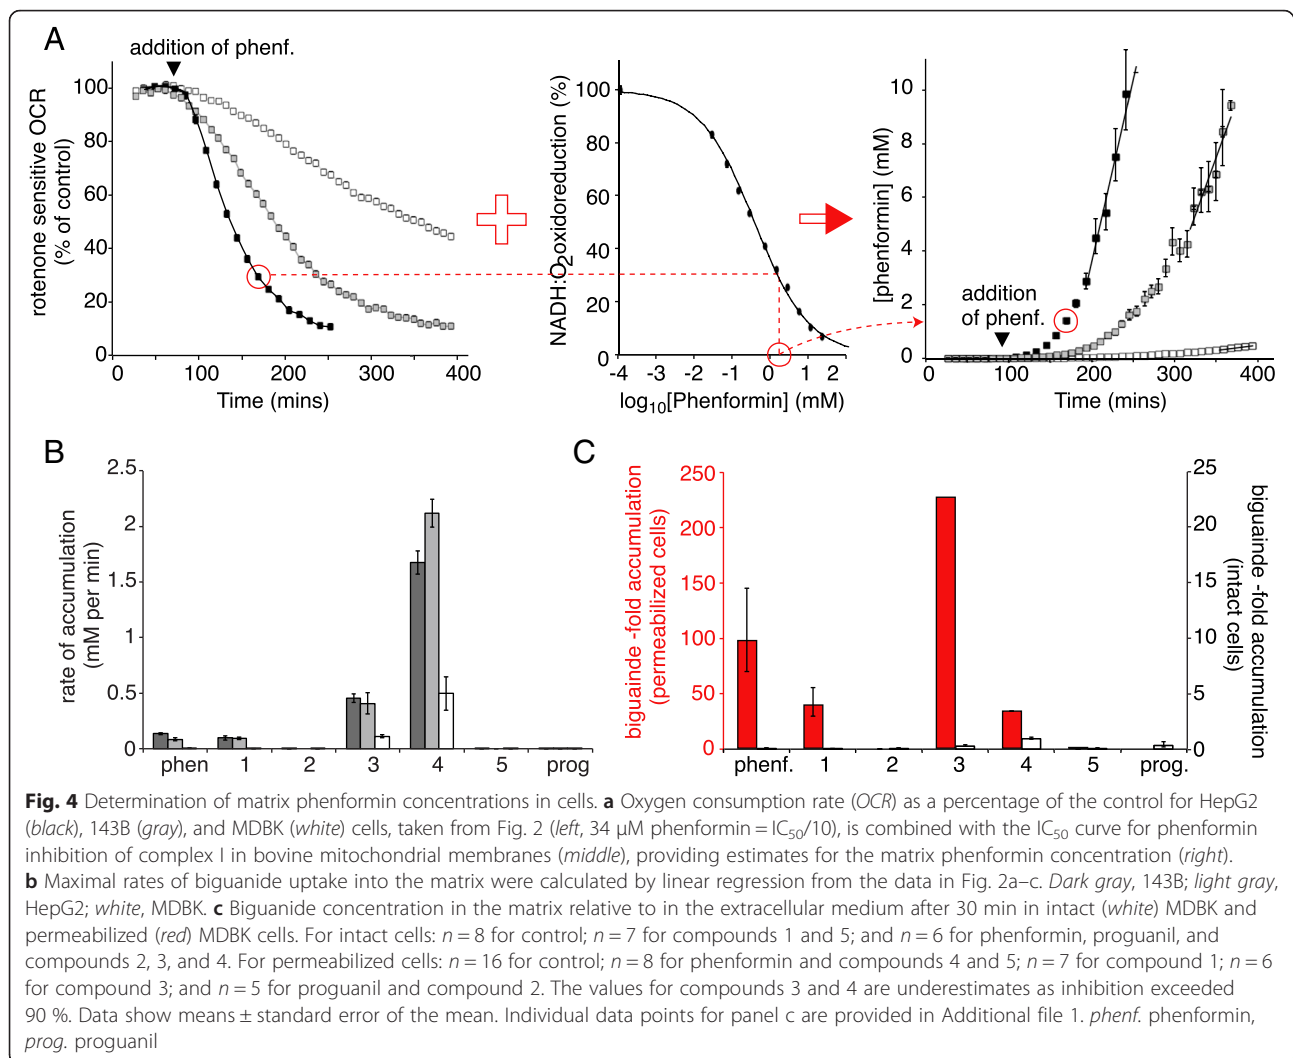 A
addition of phenf.
rotenone sensitive OCR
(% of control)
100
80
60
40
20
0
0
100
200
300
400
Time (mins)
NADH:O2oxidoreduction (%)
100
80
60
40
20
0
-4
-3
-2
-1
0
1
2
log10[Phenformin] (mM)
[phenformin] (mM)
10
8
6
4
2
0
addition
of phenf.
0
100
200
300
400
Time (mins)
B
rate of accumulation
(mM per min)
2.5
2
1.5
1
0.5
0
phen
1
2
3
4
5
prog
C
biguainde -fold accumulation
(permeabilized cells)
250
200
150
100
50
0
phenf.
1
2
3
4
5
prog.
25
20
15
10
5
0
biguainde -fold accumulation
(intact cells)
Fig. 4 Determination of matrix phenformin concentrations in cells. a Oxygen consumption rate (OCR) as a percentage of the control for HepG2
(black), 143B (gray), and MDBK (white) cells, taken from Fig. 2 (left, 34 μM phenformin = IC50/10), is combined with the IC50 curve for phenformin
inhibition of complex I in bovine mitochondrial membranes (middle), providing estimates for the matrix phenformin concentration (right).
b Maximal rates of biguanide uptake into the matrix were calculated by linear regression from the data in Fig. 2a–c. Dark gray, 143B; light gray,
HepG2; white, MDBK. c Biguanide concentration in the matrix relative to in the extracellular medium after 30 min in intact (white) MDBK and
permeabilized (red) MDBK cells. For intact cells: n = 8 for control; n = 7 for compounds 1 and 5; and n = 6 for phenformin, proguanil, and
compounds 2, 3, and 4. For permeabilized cells: n = 16 for control; n = 8 for phenformin and compounds 4 and 5; n = 7 for compound 1; n = 6
for compound 3; and n = 5 for proguanil and compound 2. The values for compounds 3 and 4 are underestimates as inhibition exceeded
90 %. Data show means ± standard error of the mean. Individual data points for panel c are provided in Additional file 1. phenf. phenformin,
prog. proguanil